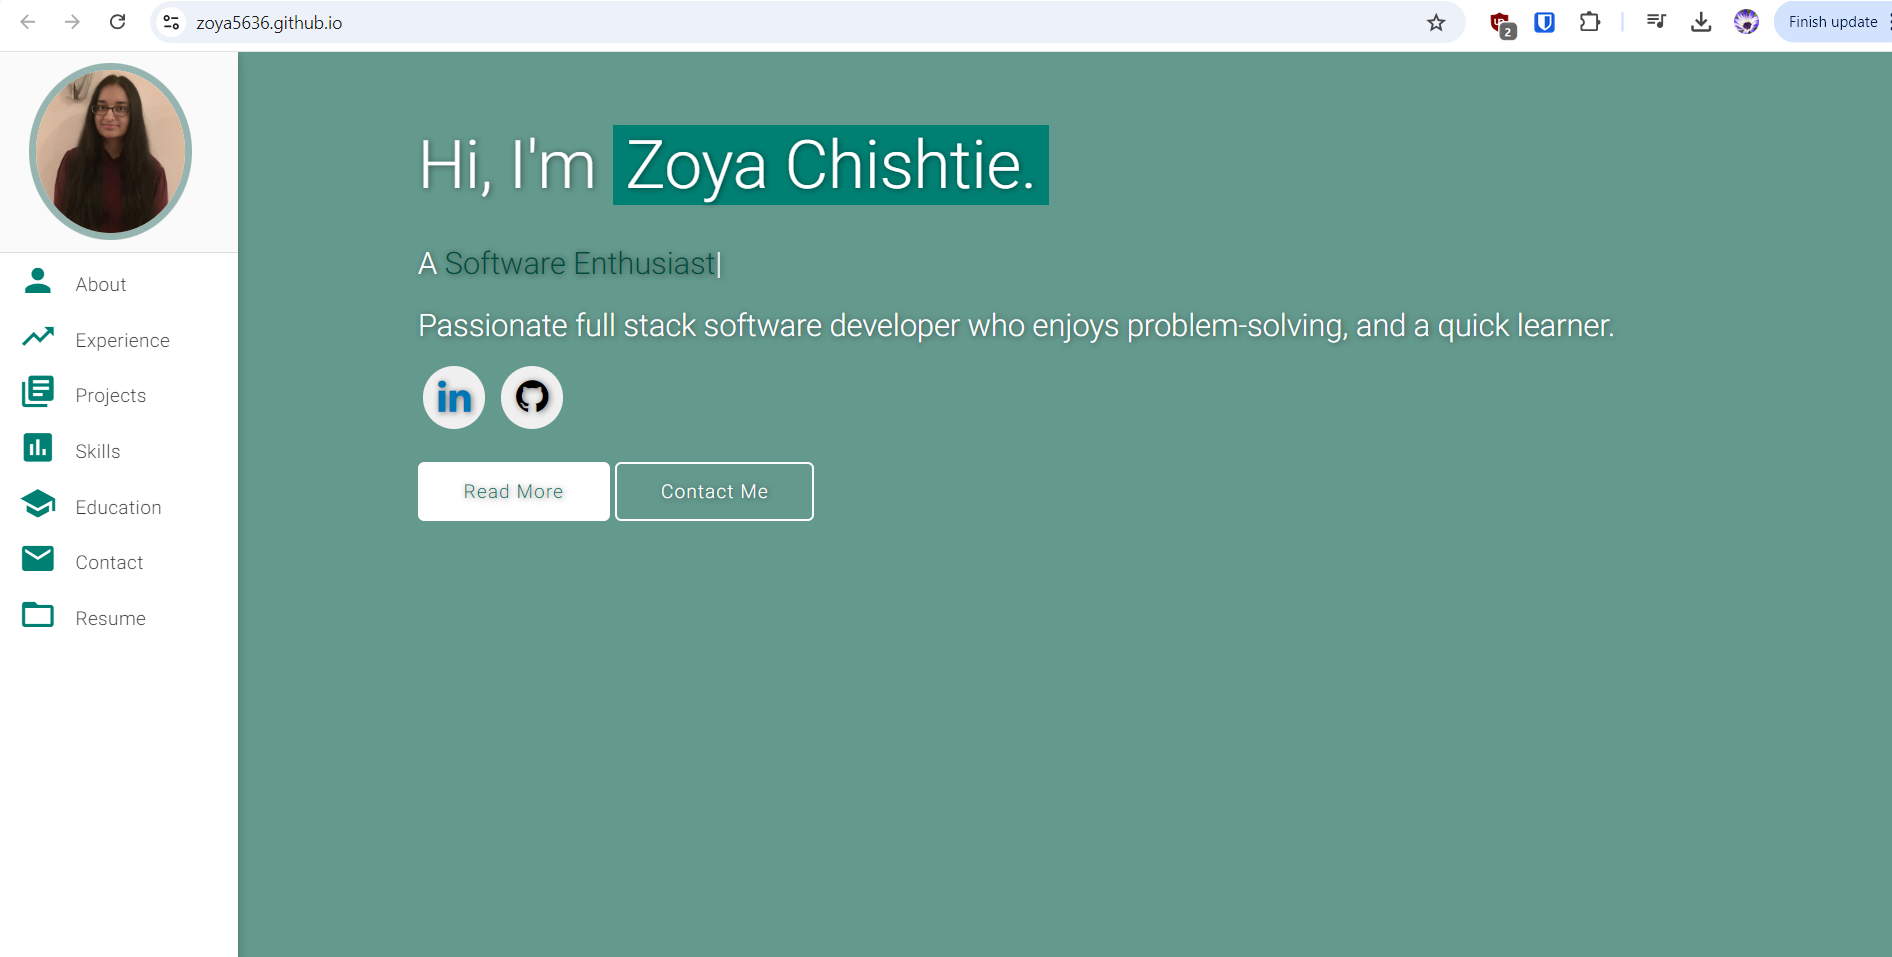 zoya5636.github.io
2
Finish update
Hi, I'm Zoya Chishtie.
A Software Enthusiast|
Passionate full stack software developer who enjoys problem-solving, and a quick learner.
in
Read More
Contact Me
About
Experience
Projects
Skills
Education
Contact
Resume